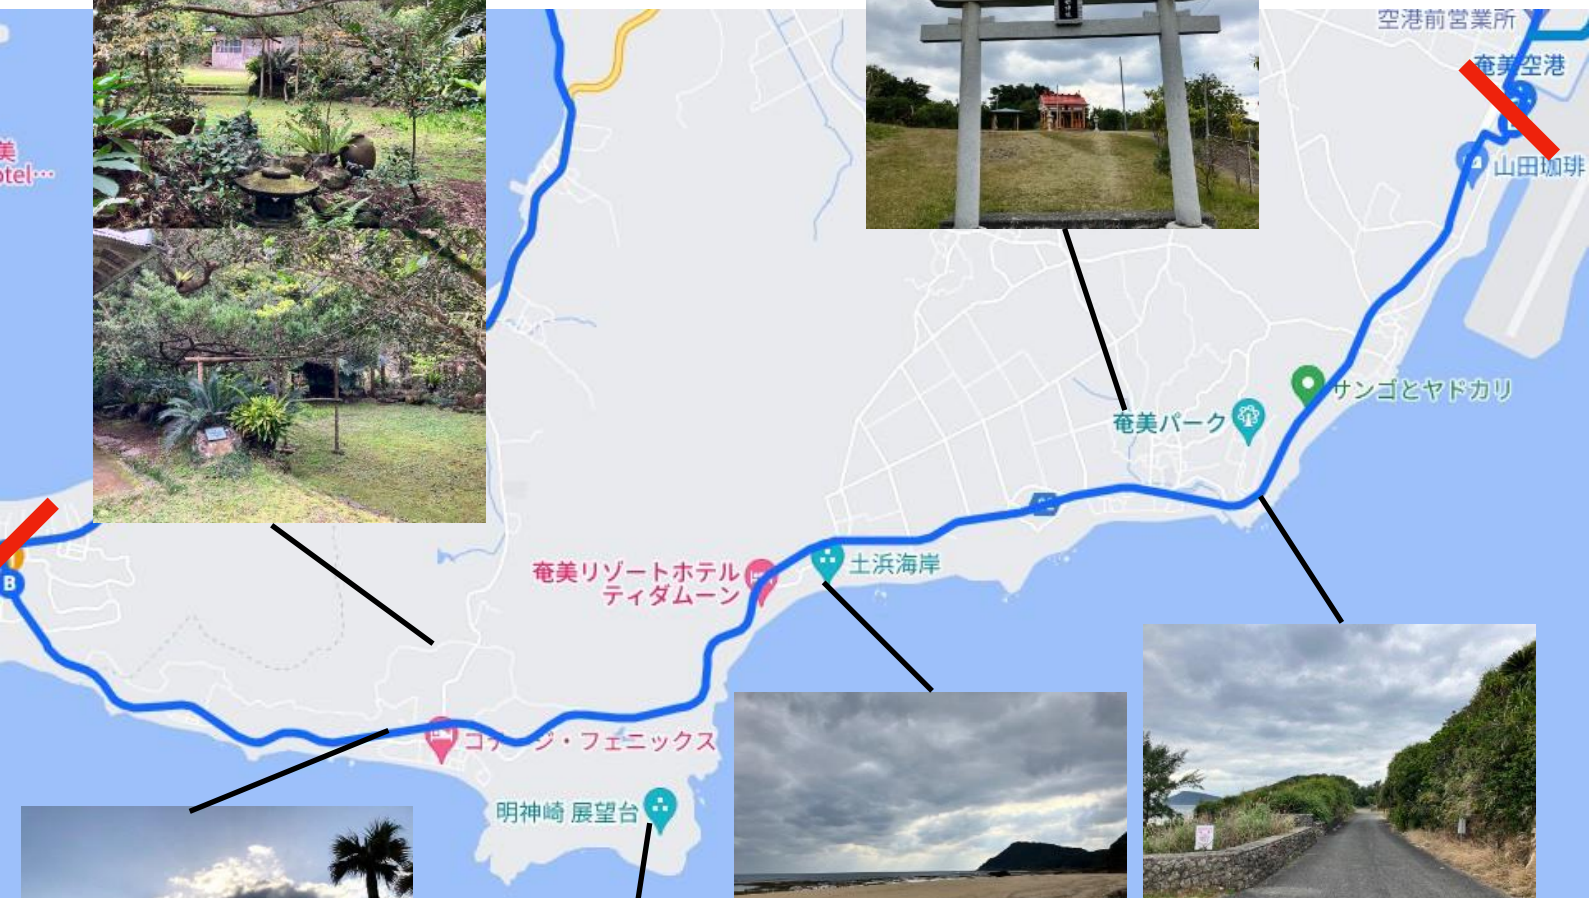 空港前営業所
奄美空港
美
otel…
山田珈琲
サンゴとヤドカリ
奄美パーク
土浜海岸
奄美リゾートホテル
ティダムーン
B
コテージ・フェニックス
明神崎 展望台